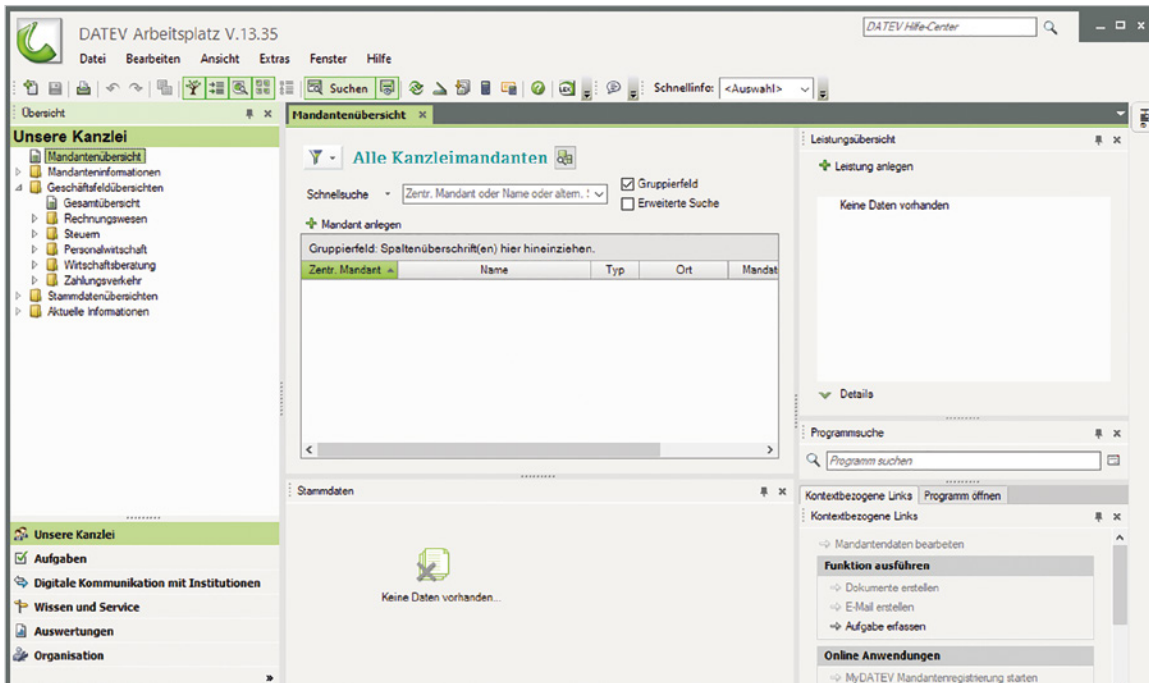 DATEV Arbeitsplatz V.13.35
DATEV Hilfe-Center
Datei Bearbeiten Ansicht Extras Fenster Hilfe
Suchen Schnellinfo: <Auswahl>
Übersicht
Unsere Kanzlei
Mandantenübersicht
Mandanteninformationen
Geschäftsfeldübersichten
Gesamtübersicht
Rechnungswesen
Steuern
Personalwirtschaft
Wirtschaftsberatung
Zahlungsverkehr
Stammdatenübersichten
Aktuelle Informationen
Unsere Kanzlei
Aufgaben
Digitale Kommunikation mit Institutionen
Wissen und Service
Auswertungen
Organisation
Mandantenübersicht
Alle Kanzleimandanten
Schnellsuche
Zentr. Mandant oder Name oder altern. S
Gruppierfeld
Erweiterte Suche
Mandant anlegen
Gruppierfeld: Spaltenüberschrift(en) hier hineinziehen.
Zentr. Mandant Name Typ Ort Mandat
Stammdaten
Keine Daten vorhanden...
Leistungsübersicht
Leistung anlegen
Keine Daten vorhanden
Details
Programmsuche
Programm suchen
Kontextbezogene Links Programm öffnen
Kontextbezogene Links
Mandantendaten bearbeiten
Funktion ausführen
Dokumente erstellen
E-Mail erstellen
Aufgabe erfassen
Online Anwendungen
MyDATEV Mandantenregistrierung starten
Hilfe